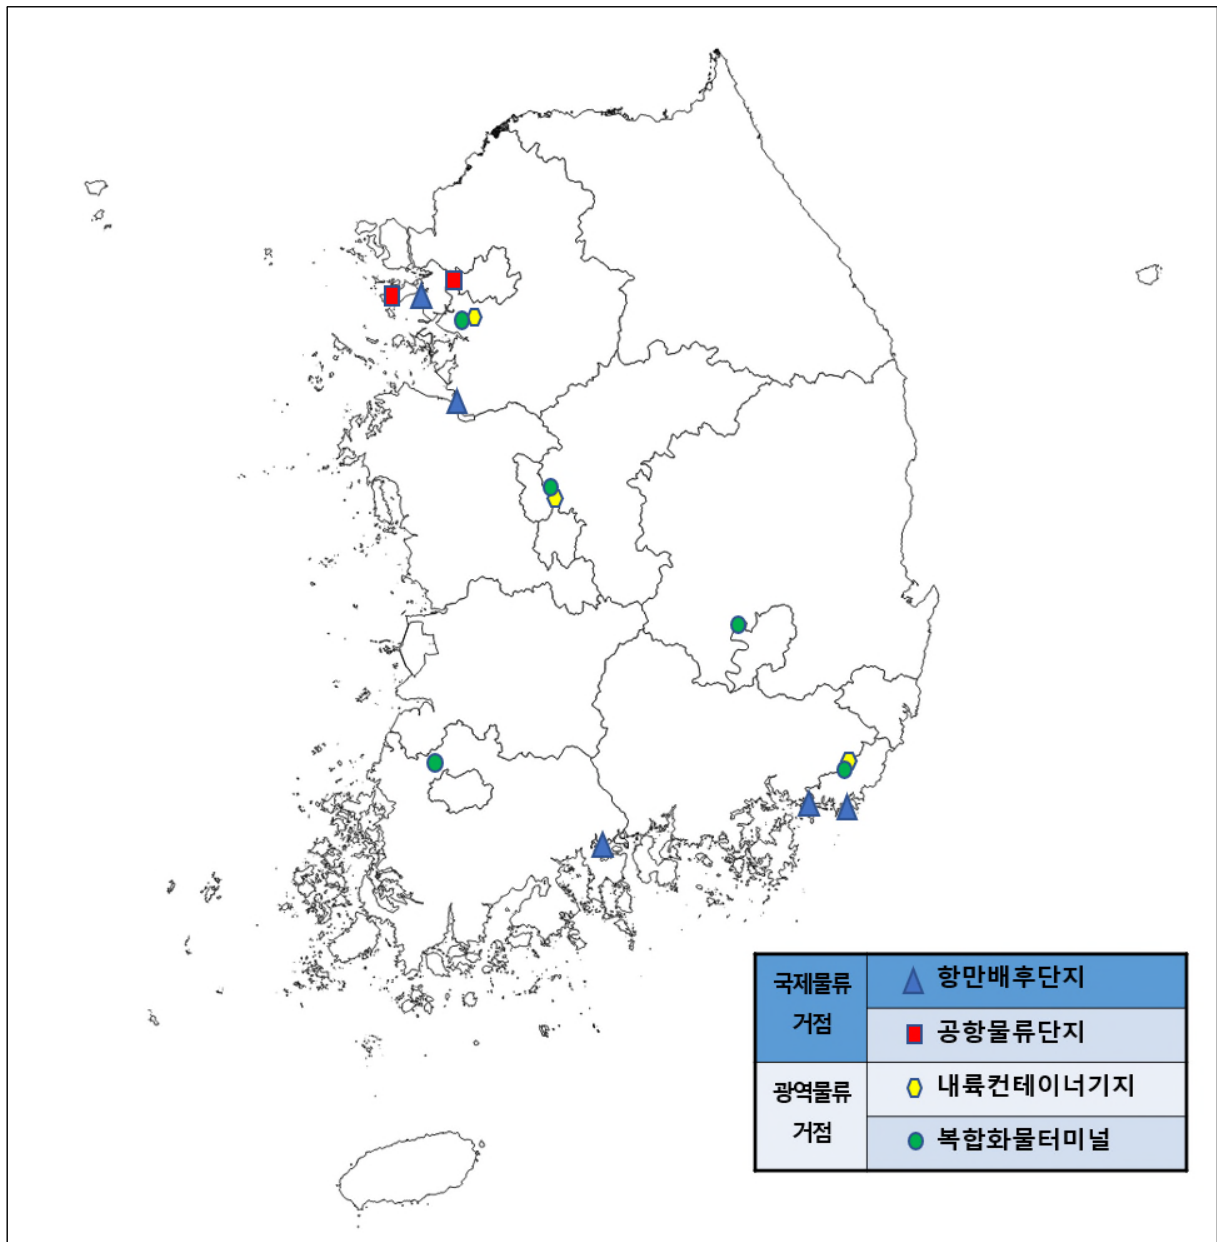 국제물류
거점
항만배후단지
공항물류단지
광역물류
거점
내륙컨테이너기지
복합화물터미널